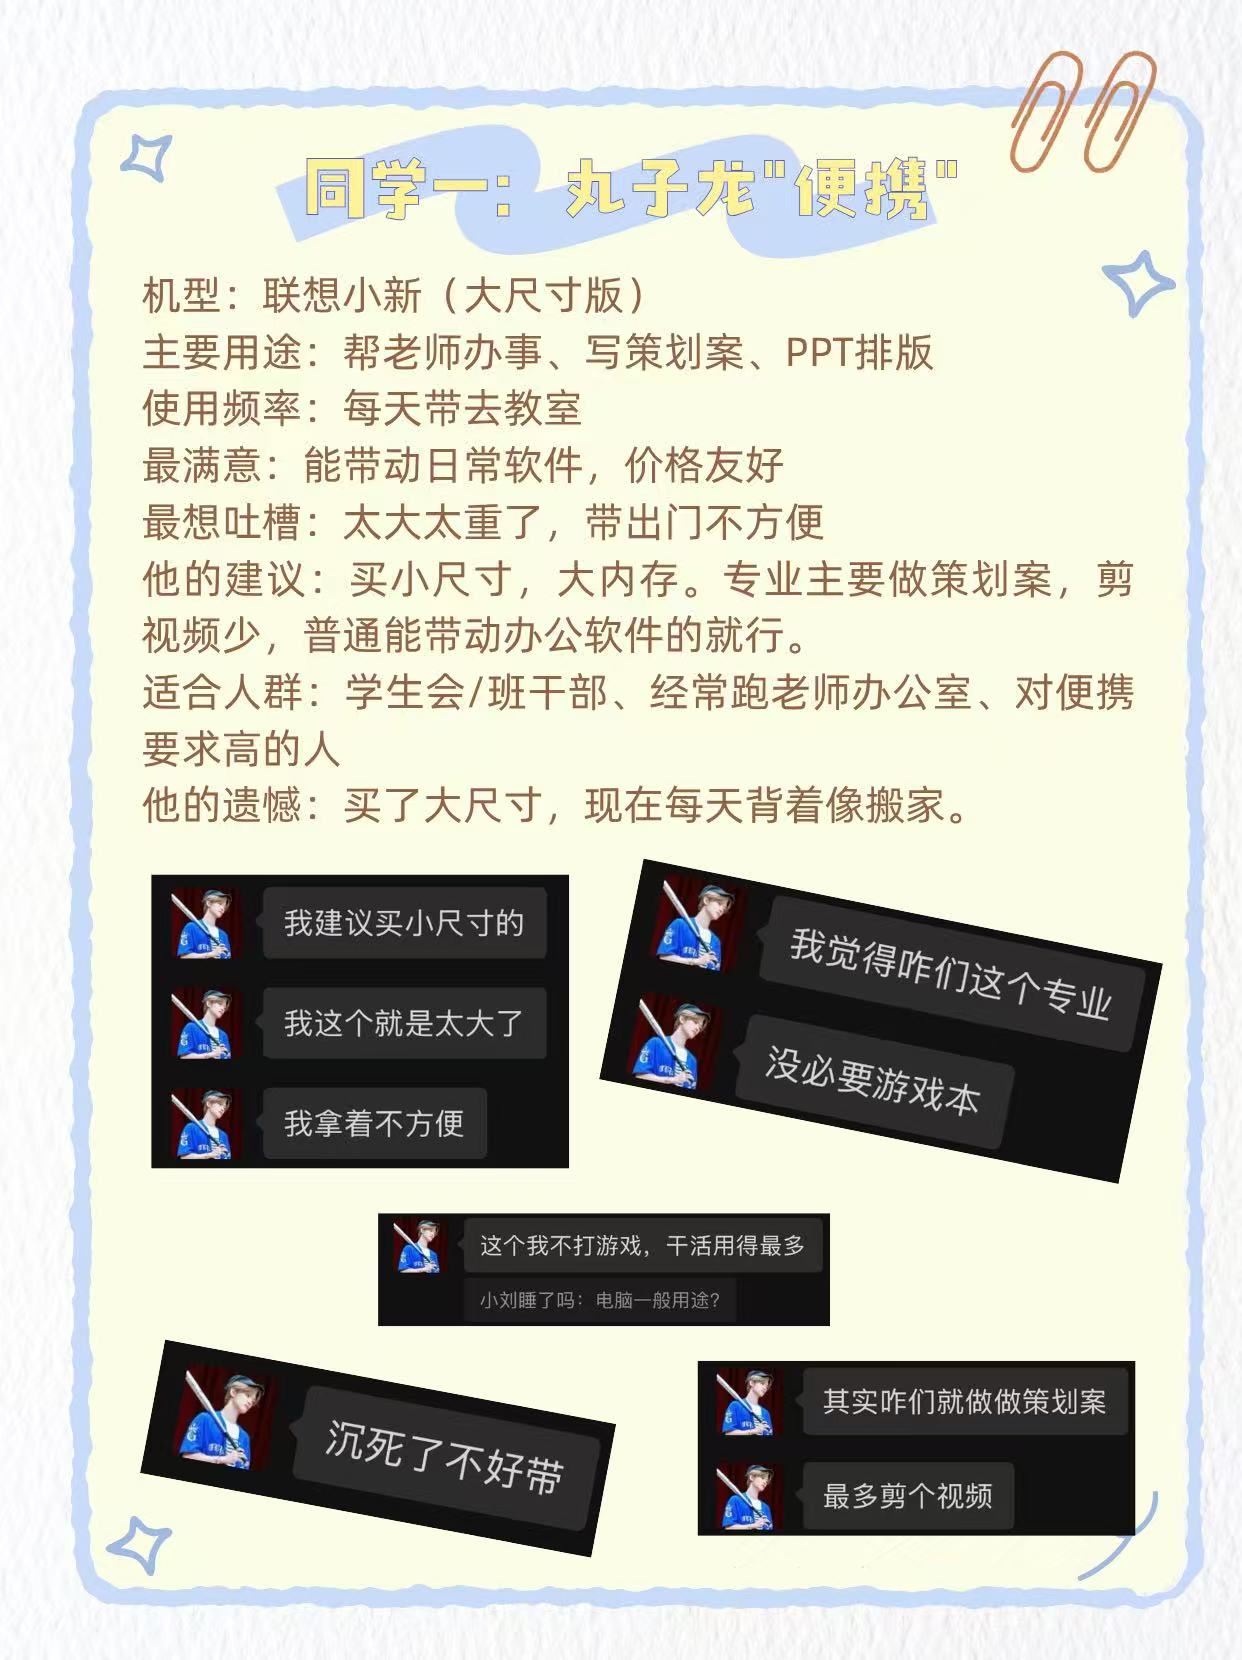 同学一：丸子龙"便携"
机型：联想小新（大尺寸版）
主要用途：帮老师办事、写策划案、PPT排版
使用频率：每天带去教室
最满意：能带动日常软件，价格友好
最想吐槽：太大太重了，带出门不方便
他的建议：买小尺寸，大内存。专业主要做策划案，剪
视频少，普通能带动办公软件的就行。
适合人群：学生会/班干部、经常跑老师办公室、对便携
要求高的人
他的遗憾：买了大尺寸，现在每天背着像搬家。
我建议买小尺寸的
我这个就是太大了
我拿着不方便
我觉得咋们这个专业
没必要游戏本
这个我不打游戏，干活用得最多
小刘睡了吗：电脑一般用途？
沉死了不好带
其实咋们就做做策划案
最多剪个视频